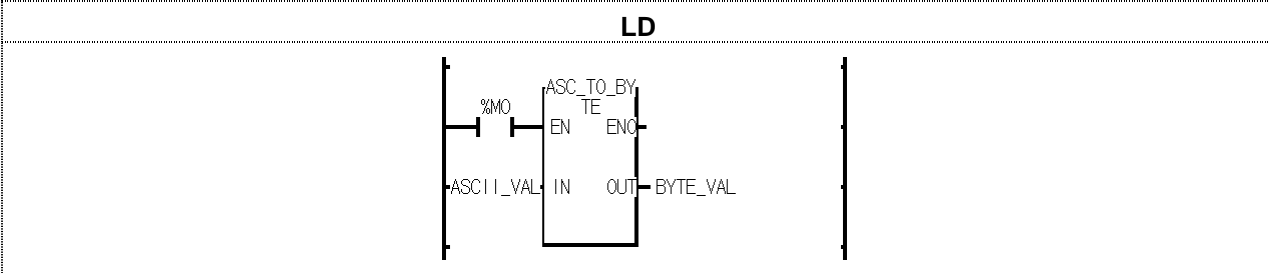 LD
ASC_TO_BY
TE
%M0
EN ENO
ASCII_VAL IN OUT BYTE_VAL